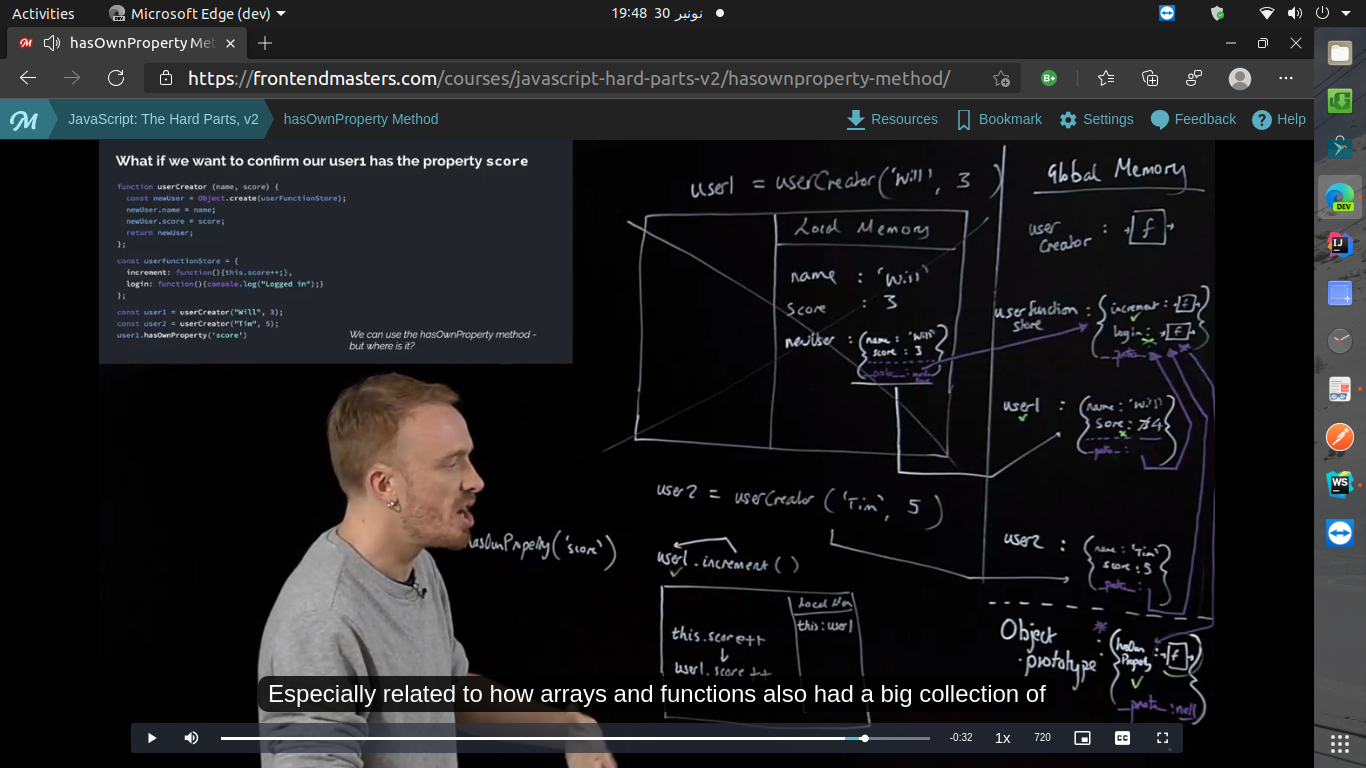 Activities
Microsoft Edge (dev)
19:48 30 نونبر
hasOwnProperty Met
https://frontendmasters.com/courses/javascript-hard-parts-v2/hasownproperty-method/
JavaScript: The Hard Parts, v2
hasOwnProperty Method
Resources
Bookmark
Settings
Feedback
Help
What if we want to confirm our user1 has the property score
function userCreator (name, score) {
const newUser = Object.create(userFunctionStore);
newUser.name = name;
newUser.score = score;
return newUser;
};
const userFunctionStore = {
increment: function(){this.score++;},
login: function(){console.log("Logged in");}
};
const user1 = userCreator("Will", 3);
const user2 = userCreator("Tim", 5);
user1.hasOwnProperty('score')
We can use the hasOwnProperty method -
but where is it?
user1 = userCreator('Will', 3)
Local Memory
name : 'Will'
score : 3
newUser : {name : 'Will'
score : 3
__proto__ :
user2 = userCreator('Tim', 5)
hasOwnProperty('score')
user1.increment()
Local Mem
this : user1
this.score++
user1.score++
Global Memory
user Creator : f
userfunction store : {increment : f
login : f
__proto__
user1 : {name : 'Will'
score : 4
__proto__ :
user2 : {name : 'Tim'
score : 5
__proto__ :
Object prototype : {hasOwn Property : f
__proto__ : null
Especially related to how arrays and functions also had a big collection of
-0:32
1x
720
CC
DEV
IJ
WS
B+